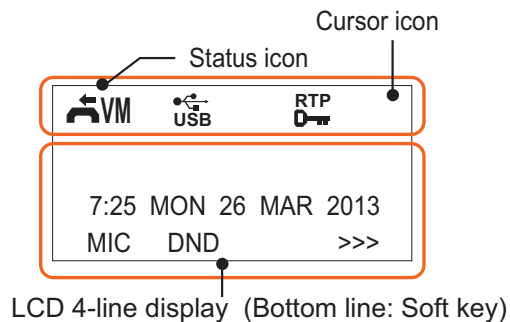 Cursor icon
Status icon
VM USB RTP
7:25 MON 26 MAR 2013
MIC DND >>>
LCD 4-line display (Bottom line: Soft key)